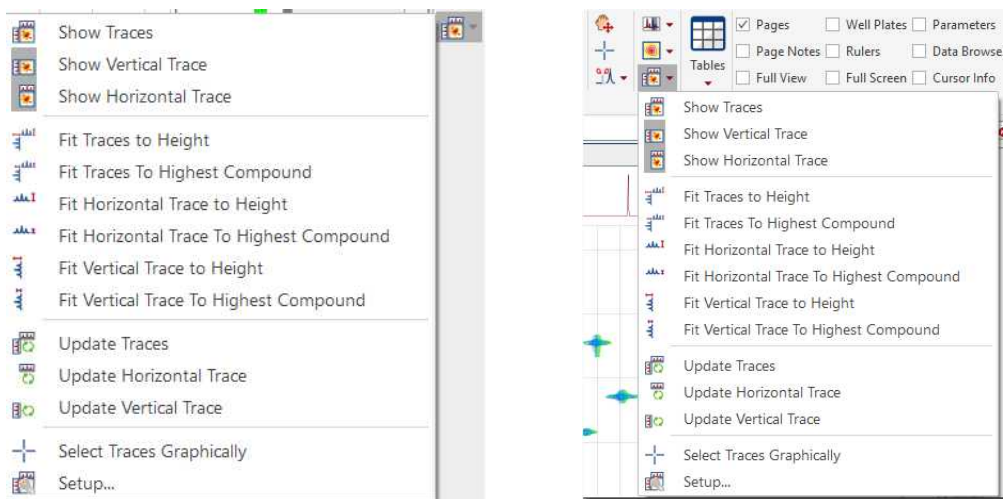 Show Traces
Show Vertical Trace
Show Horizontal Trace
Fit Traces to Height
Fit Traces To Highest Compound
Fit Horizontal Trace to Height
Fit Horizontal Trace To Highest Compound
Fit Vertical Trace to Height
Fit Vertical Trace To Highest Compound
Update Traces
Update Horizontal Trace
Update Vertical Trace
Select Traces Graphically
Setup...
Tables
Pages Well Plates Parameters
Page Notes Rulers Data Browse
Full View Full Screen Cursor Info
Show Traces
Show Vertical Trace
Show Horizontal Trace
Fit Traces to Height
Fit Traces To Highest Compound
Fit Horizontal Trace to Height
Fit Horizontal Trace To Highest Compound
Fit Vertical Trace to Height
Fit Vertical Trace To Highest Compound
Update Traces
Update Horizontal Trace
Update Vertical Trace
Select Traces Graphically
Setup...